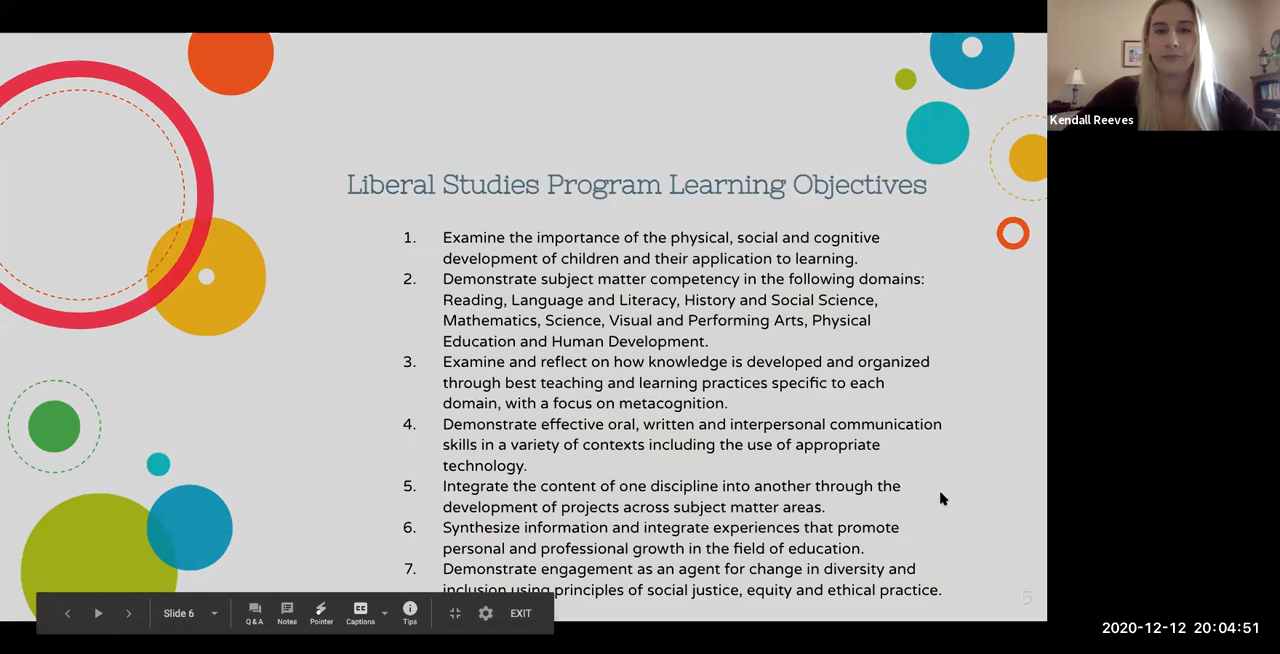 Kendall Reeves
Liberal Studies Program Learning Objectives
1. Examine the importance of the physical, social and cognitive
development of children and their application to learning.
2. Demonstrate subject matter competency in the following domains:
Reading, Language and Literacy, History and Social Science,
Mathematics, Science, Visual and Performing Arts, Physical
Education and Human Development.
3. Examine and reflect on how knowledge is developed and organized
through best teaching and learning practices specific to each
domain, with a focus on metacognition.
4. Demonstrate effective oral, written and interpersonal communication
skills in a variety of contexts including the use of appropriate
technology.
5. Integrate the content of one discipline into another through the
development of projects across subject matter areas.
6. Synthesize information and integrate experiences that promote
personal and professional growth in the field of education.
7. Demonstrate engagement as an agent for change in diversity and
inclusion using principles of social justice, equity and ethical practice.
5
Slide 6 Q&A Notes Pointer CC Captions Tips EXIT
2020-12-12 20:04:51